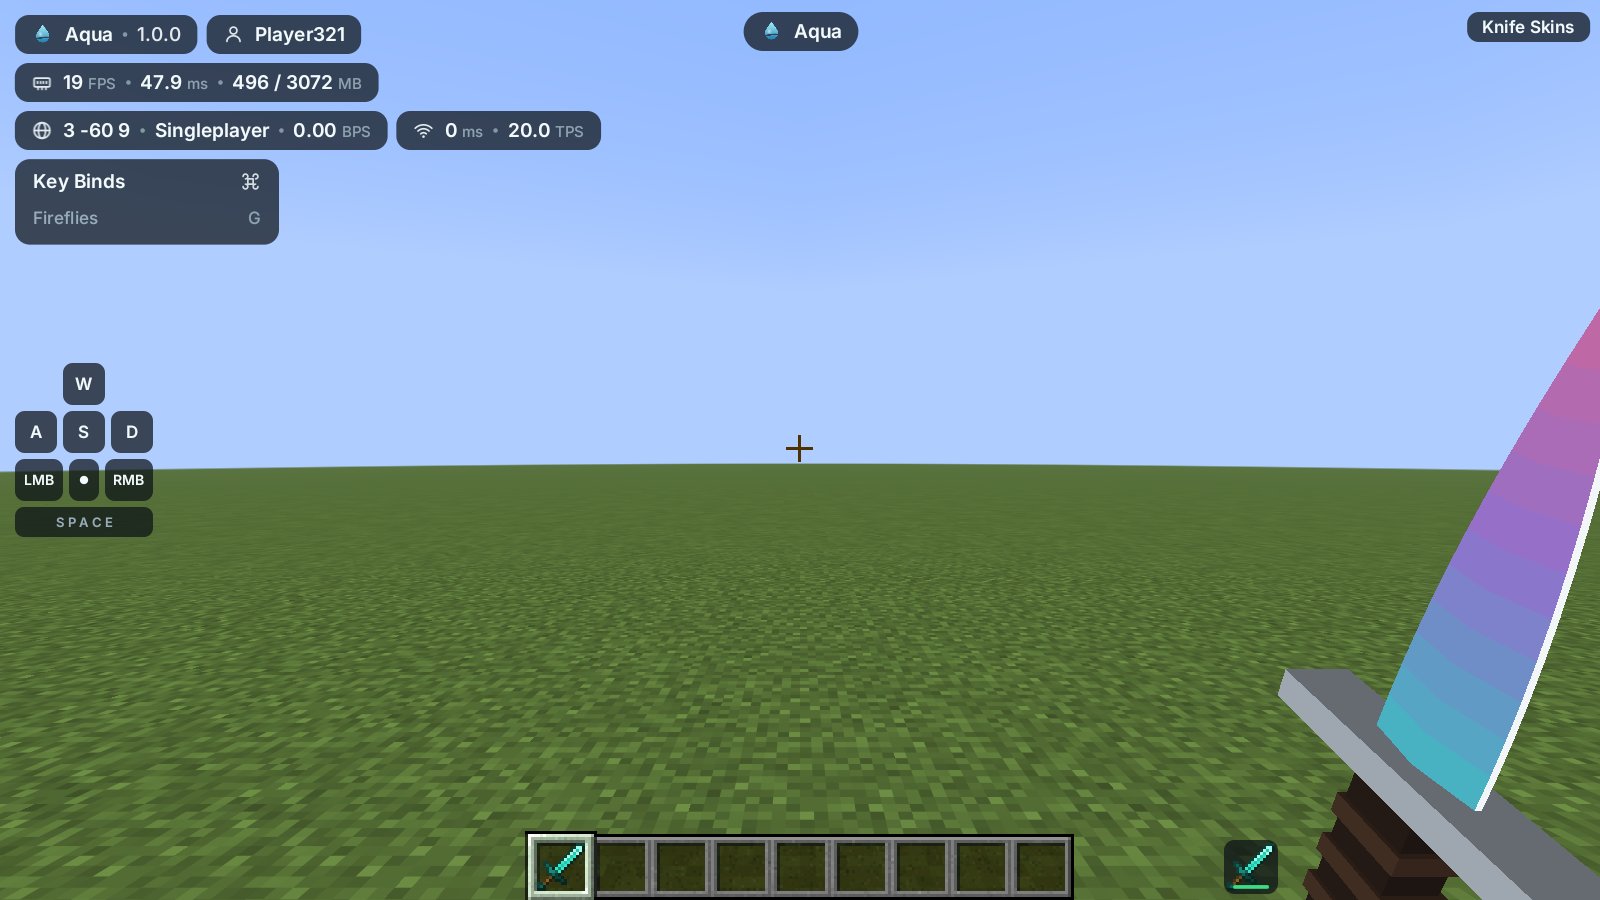 Aqua • 1.0.0 Player321
Aqua
Knife Skins
19 FPS • 47.9 ms • 496 / 3072 MB
3 -60 9 • Singleplayer • 0.00 BPS 0 ms • 20.0 TPS
Key Binds ⌘
Fireflies G
W
A S D
LMB RMB
SPACE